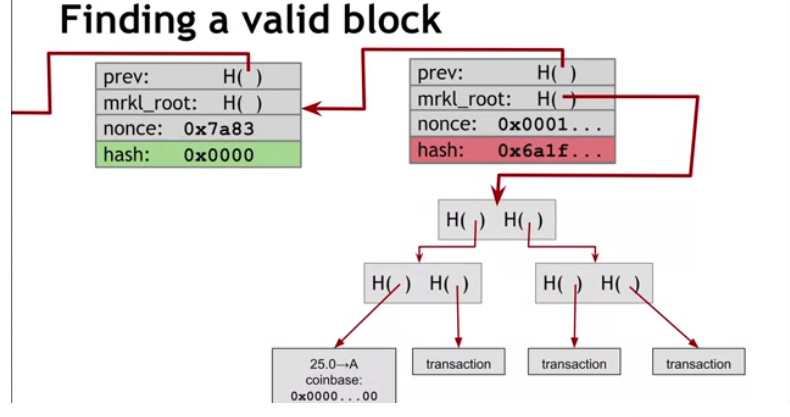 Finding a valid block
prev: H( )
mrkl_root: H( )
nonce: 0x7a83
hash: 0x0000
prev: H( )
mrkl_root: H( )
nonce: 0x0001...
hash: 0x6a1f...
H( ) H( )
H( ) H( )
H( ) H( )
25.0→A
coinbase:
0x0000...00
transaction
transaction
transaction